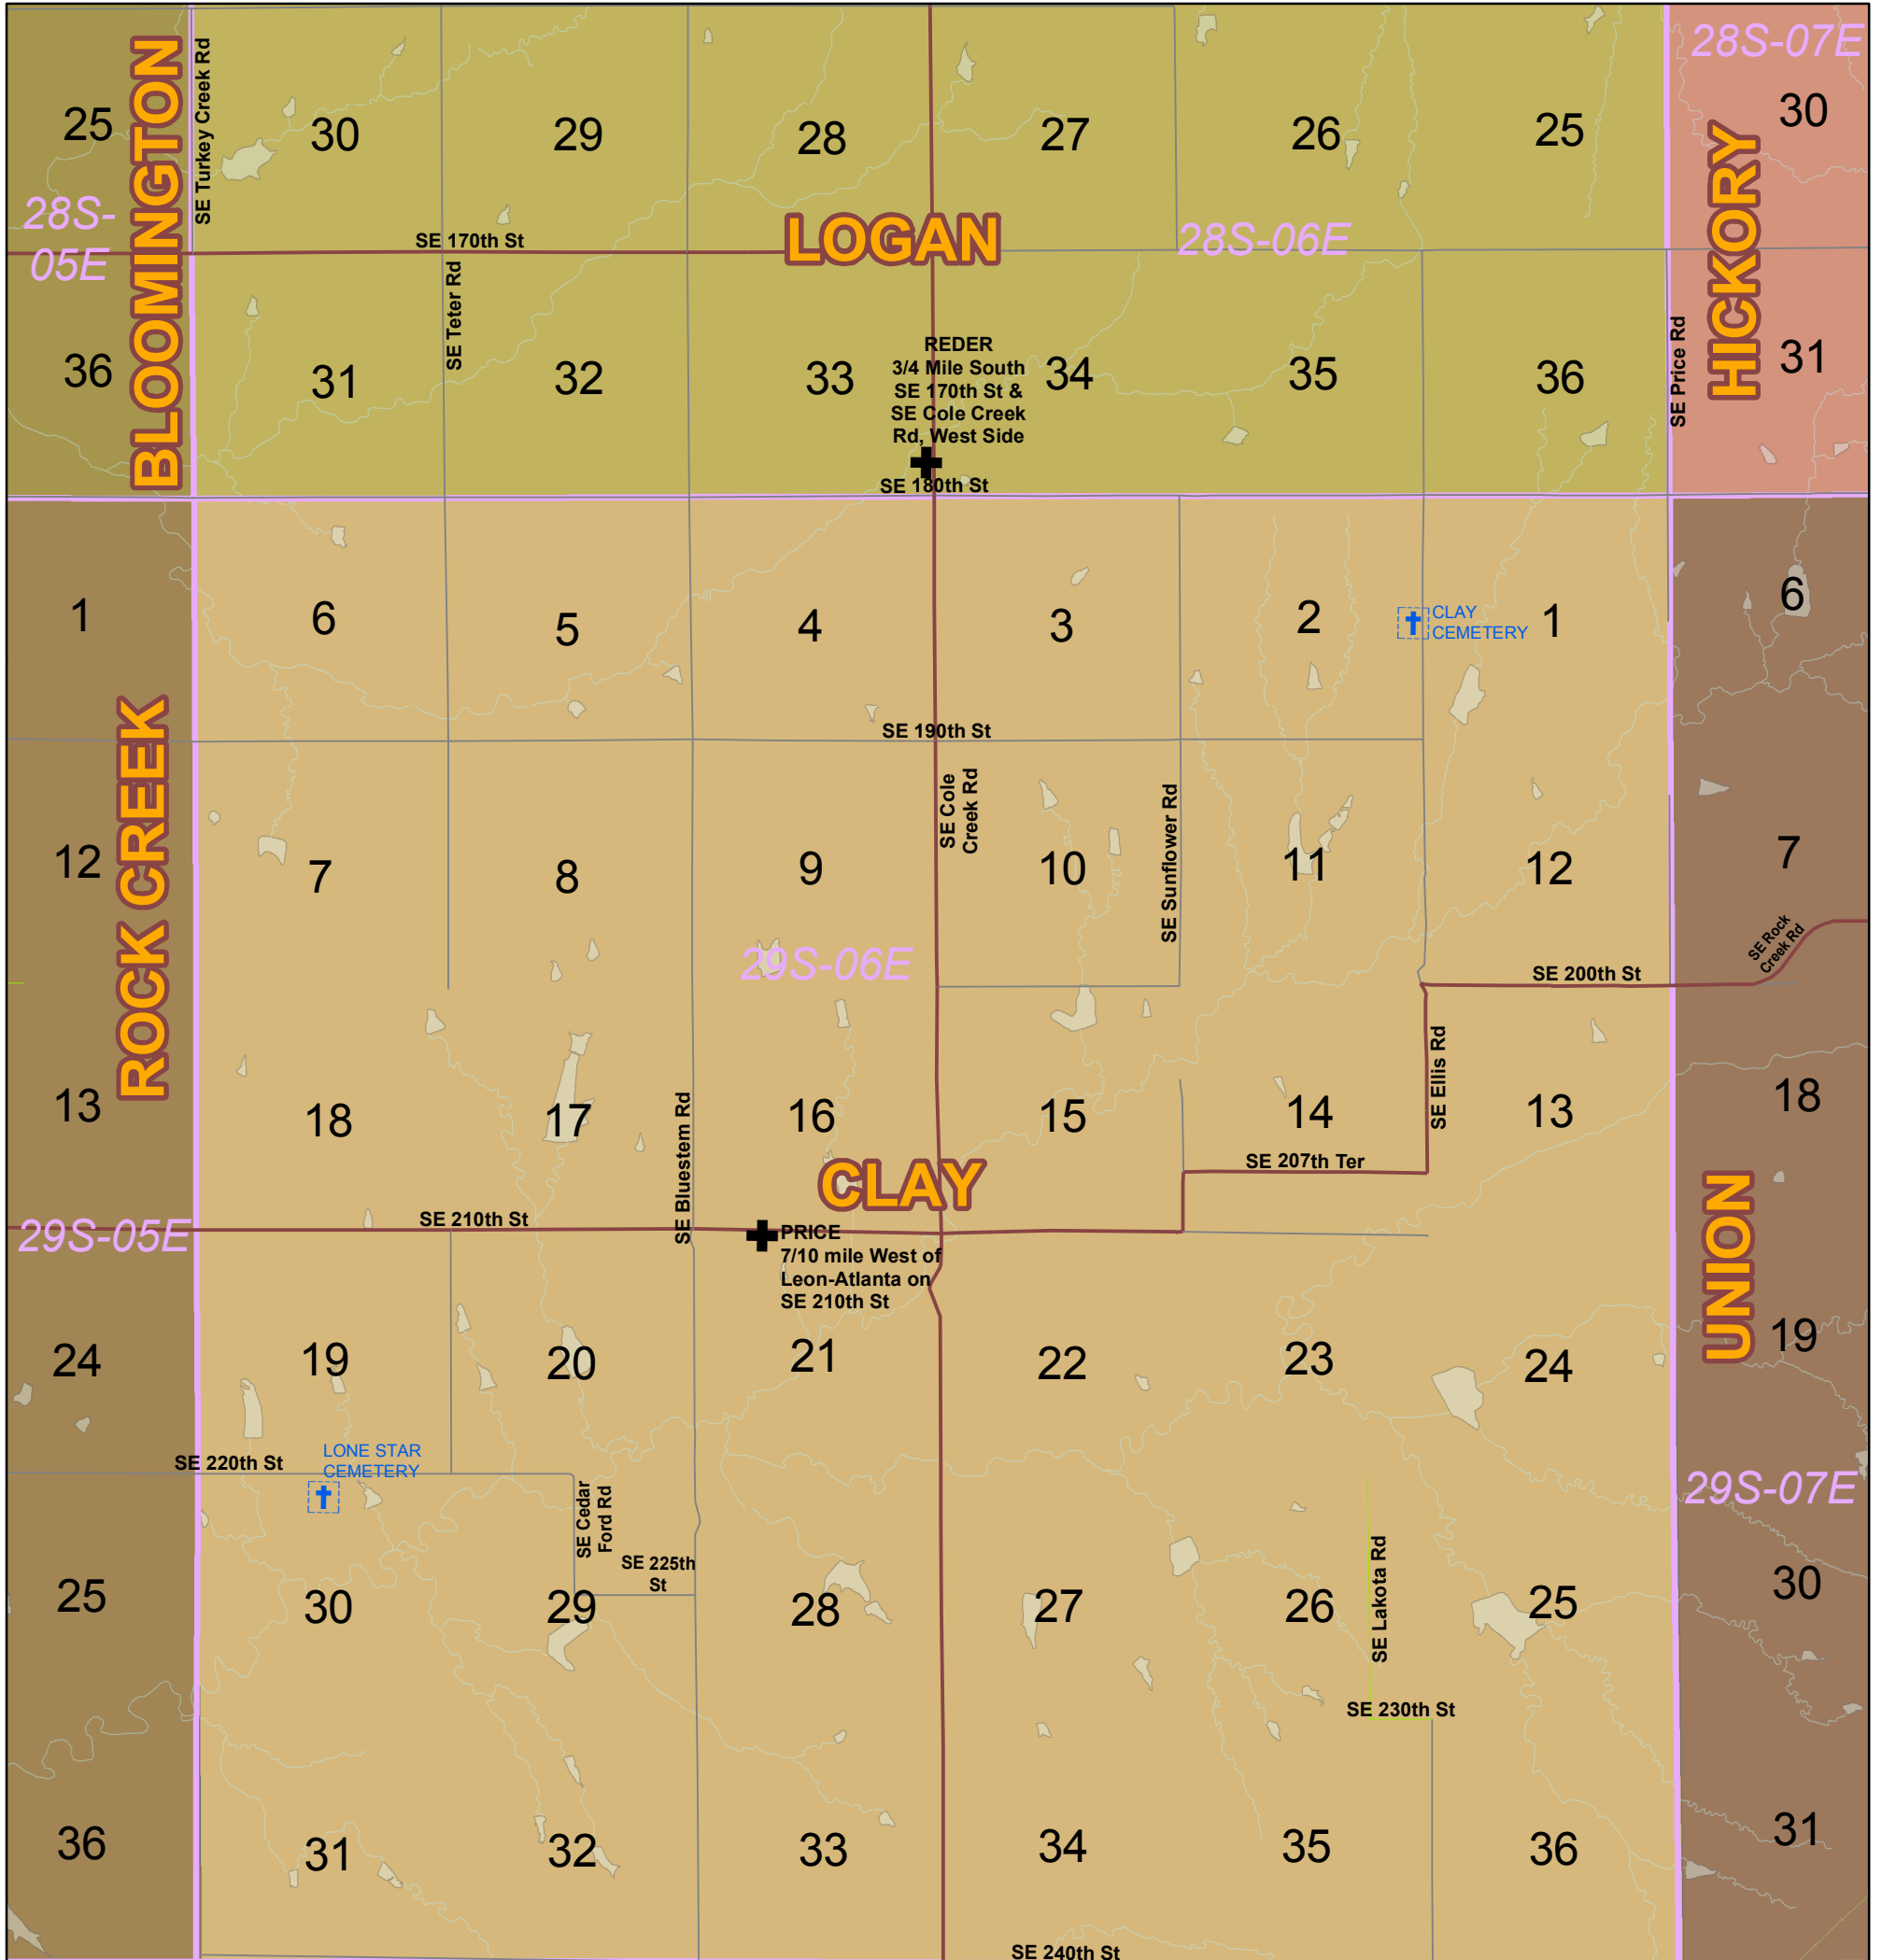 28S-07E
BLOOMINGTON
SE Turkey Creek Rd
25
30
29
28
27
26
25
30
HICKORY
28S-
05E
SE 170th St
LOGAN
28S-06E
SE Teter Rd
SE Price Rd
36
31
32
33
REDER
3/4 Mile South
SE 170th St &
SE Cole Creek
Rd, West Side
34
35
36
31
SE 180th St
1
6
5
4
3
2
CLAY
CEMETERY
1
6
ROCK CREEK
SE 190th St
SE Cole
Creek Rd
SE Sunflower Rd
12
7
8
9
10
11
12
7
29S-06E
SE Rock
Creek Rd
SE 200th St
SE Ellis Rd
13
18
17
SE Bluestem Rd
16
15
14
13
18
CLAY
SE 207th Ter
UNION
29S-05E
SE 210th St
PRICE
7/10 mile West of
Leon-Atlanta on
SE 210th St
24
19
20
21
22
23
24
19
SE 220th St
LONE STAR
CEMETERY
29S-07E
SE Cedar
Ford Rd
SE 225th
St
SE Lakota Rd
25
30
29
28
27
26
25
30
SE 230th St
36
31
32
33
34
35
36
31
SE 240th St